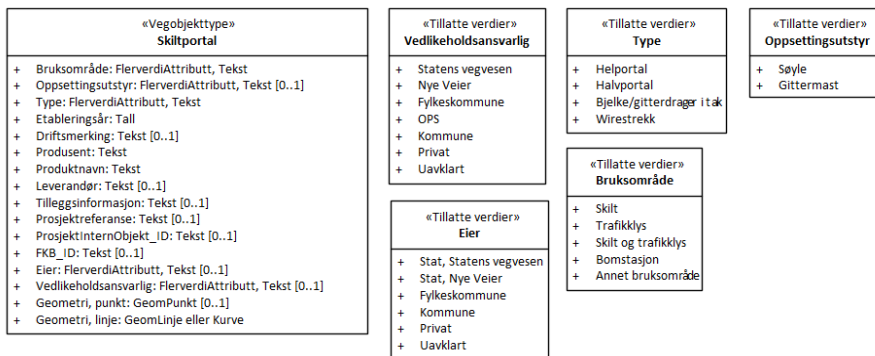 «Vegobjekttype»
Skiltportal
+ Bruksområde: FlerverdiAttributt, Tekst
+ Oppsettingsutstyr: FlerverdiAttributt, Tekst [0..1]
+ Type: FlerverdiAttributt, Tekst
+ Etableringsår: Tall
+ Driftsmerking: Tekst [0..1]
+ Produsent: Tekst
+ Produktnavn: Tekst
+ Leverandør: Tekst [0..1]
+ Tilleggsinformasjon: Tekst [0..1]
+ Prosjektreferanse: Tekst [0..1]
+ ProsjektInternObjekt_ID: Tekst [0..1]
+ FKB_ID: Tekst [0..1]
+ Eier: FlerverdiAttributt, Tekst [0..1]
+ Vedlikeholdsansvarlig: FlerverdiAttributt, Tekst [0..1]
+ Geometri, punkt: GeomPunkt [0..1]
+ Geometri, linje: GeomLinje eller Kurve
«Tillatte verdier»
Vedlikeholdsansvarlig
+ Statens vegvesen
+ Nye Veier
+ Fylkeskommune
+ OPS
+ Kommune
+ Privat
+ Uavklart
«Tillatte verdier»
Eier
+ Stat, Statens vegvesen
+ Stat, Nye Veier
+ Fylkeskommune
+ Kommune
+ Privat
+ Uavklart
«Tillatte verdier»
Type
+ Helportal
+ Halvportal
+ Bjelke/gitterdrager i tak
+ Wirestrekk
«Tillatte verdier»
Bruksområde
+ Skilt
+ Trafikklys
+ Skilt og trafikklys
+ Bomstasjon
+ Annet bruksområde
«Tillatte verdier»
Oppsettingsutstyr
+ Søyle
+ Gittermast